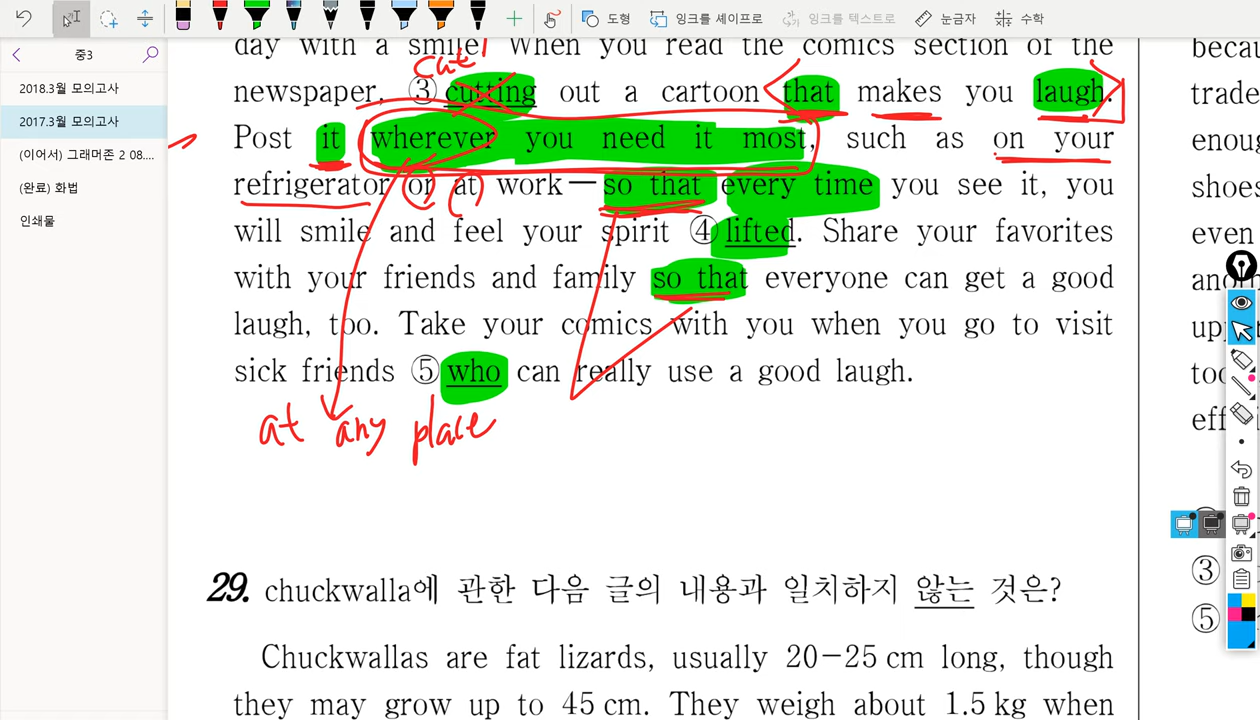 도형
잉크를 셰이프로
잉크를 텍스트로
눈금자
수학
중3
2018.3월 모의고사
2017.3월 모의고사
(이어서) 그래머존 2 08....
(완료) 화법
인쇄물
day with a smile! When you read the comics section of the
cut
newspaper, ③ cutting out a cartoon that makes you laugh.
Post it wherever you need it most, such as on your
refrigerator or at work—so that every time you see it, you
will smile and feel your spirit ④ lifted. Share your favorites
with your friends and family so that everyone can get a good
laugh, too. Take your comics with you when you go to visit
sick friends ⑤ who can really use a good laugh.
at any place
29. chuckwalla에 관한 다음 글의 내용과 일치하지 않는 것은?
Chuckwallas are fat lizards, usually 20-25 cm long, though
they may grow up to 45 cm. They weigh about 1.5 kg when
becau
trade
enoug
shoes
even
anoth
upp
too
eff
③
⑤